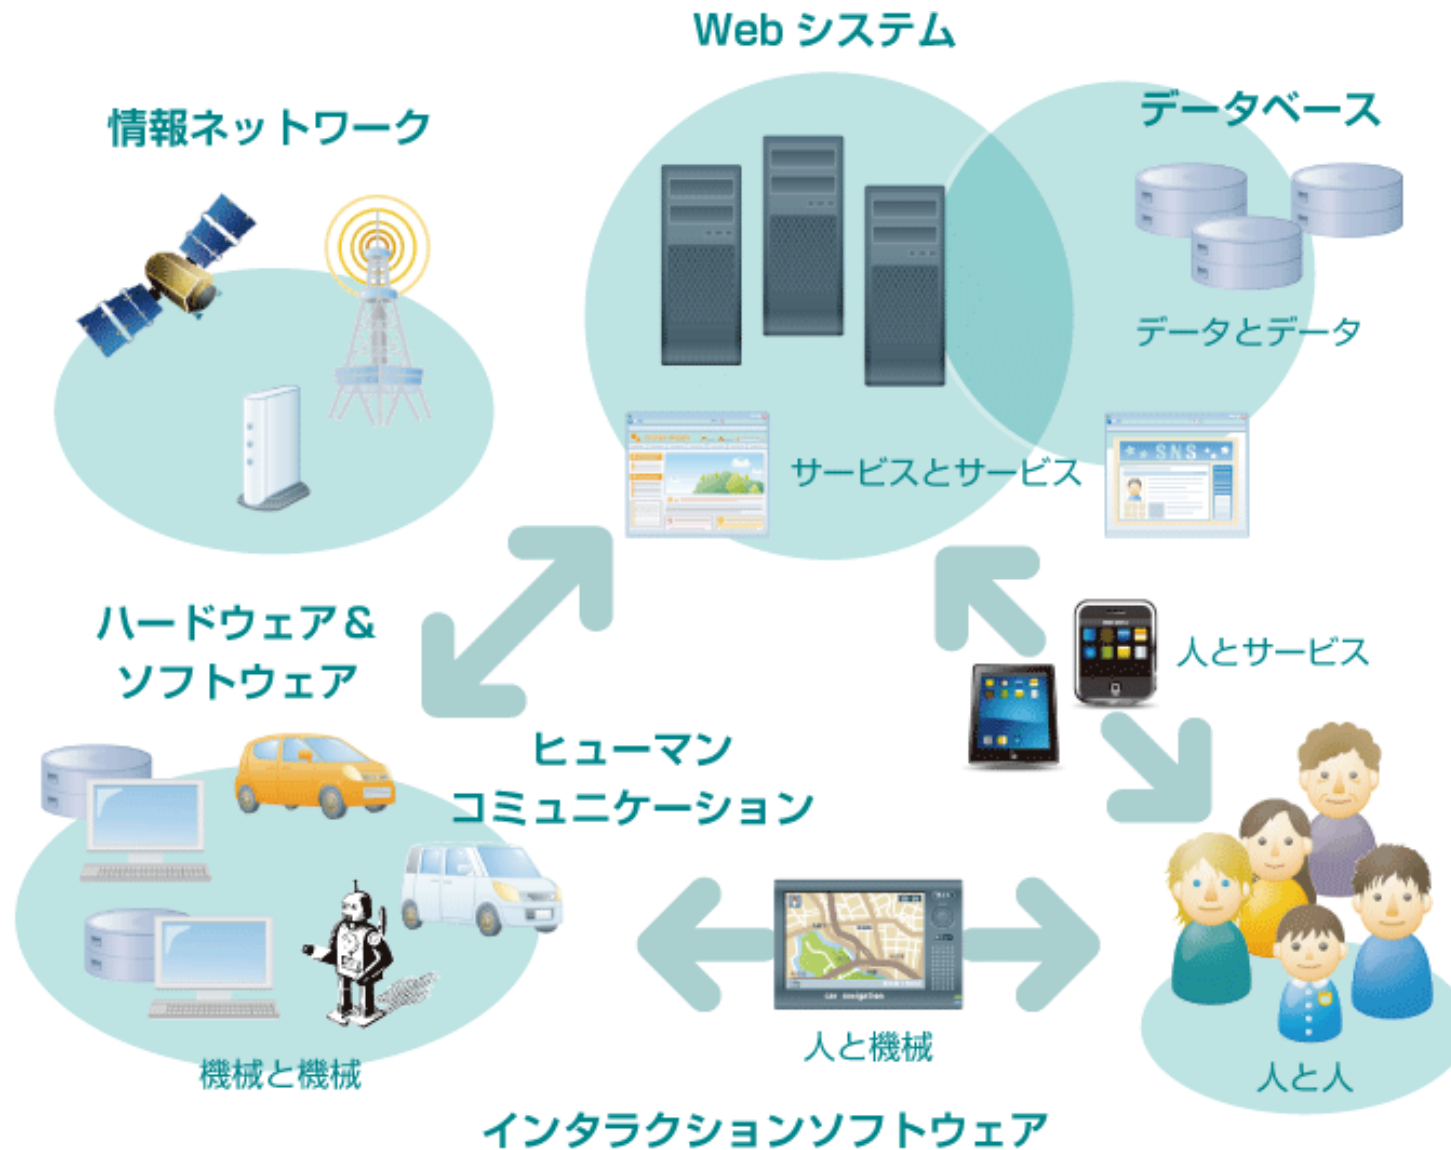 Web システム
データベース
情報ネットワーク
データとデータ
SNS
サービスとサービス
ハードウェア&
ソフトウェア
人とサービス
ヒューマン
コミュニケーション
car navigation
人と機械
機械と機械
人と人
インタラクションソフトウェア